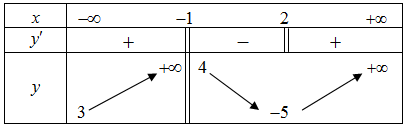 x –∞ –1 2 +∞
y′ + – +
+∞ 4 +∞
y
3 –5